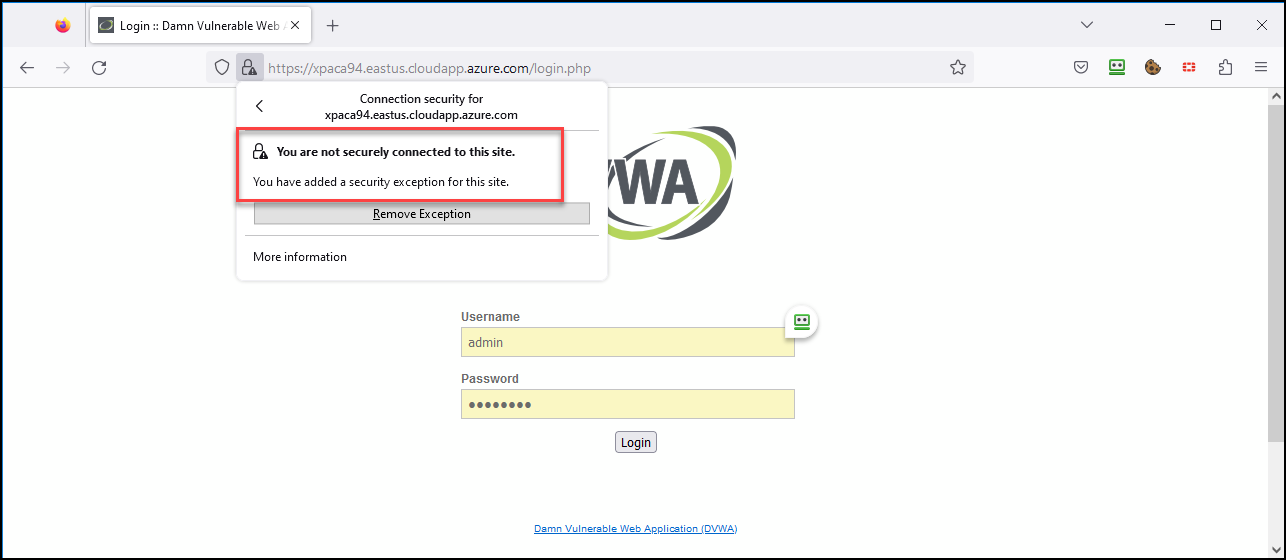 Login :: Damn Vulnerable Web A
https://xpaca94.eastus.cloudapp.azure.com/login.php
Connection security for
xpaca94.eastus.cloudapp.azure.com
You are not securely connected to this site.
You have added a security exception for this site.
Remove Exception
More information
VWA
Username
admin
Password
Login
Damn Vulnerable Web Application (DVWA)